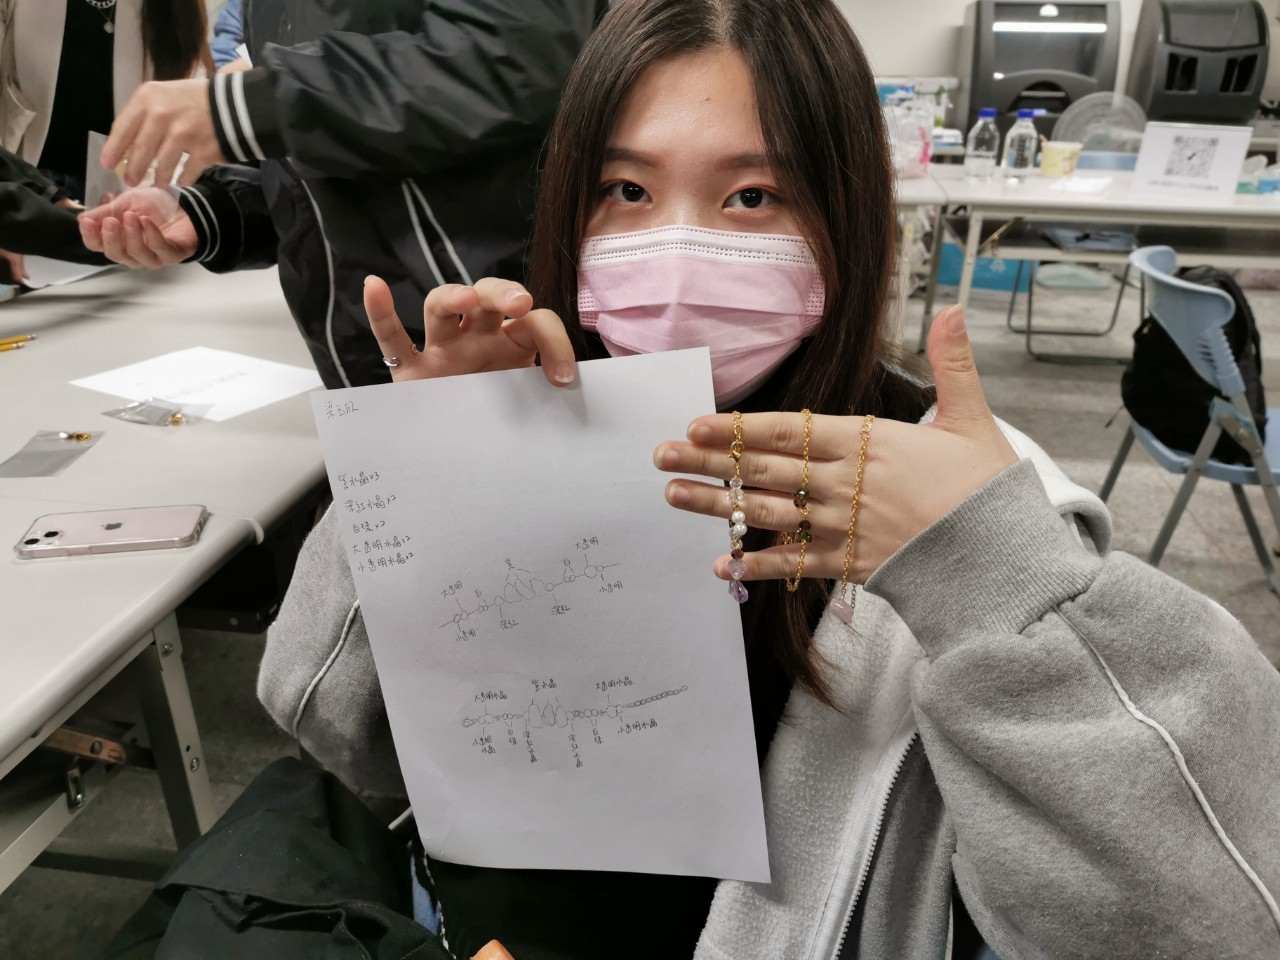 紫水晶x3
深紅水晶x2
白珠x2
大透明水晶x2
小透明水晶x2
大透明
紫
白
大透明
大透明
白
小透明
深紅
深紅
小透明
大透明水晶
紫水晶
大透明水晶
小透明水晶
白珠
深紅水晶
深紅水晶
白珠
小透明水晶